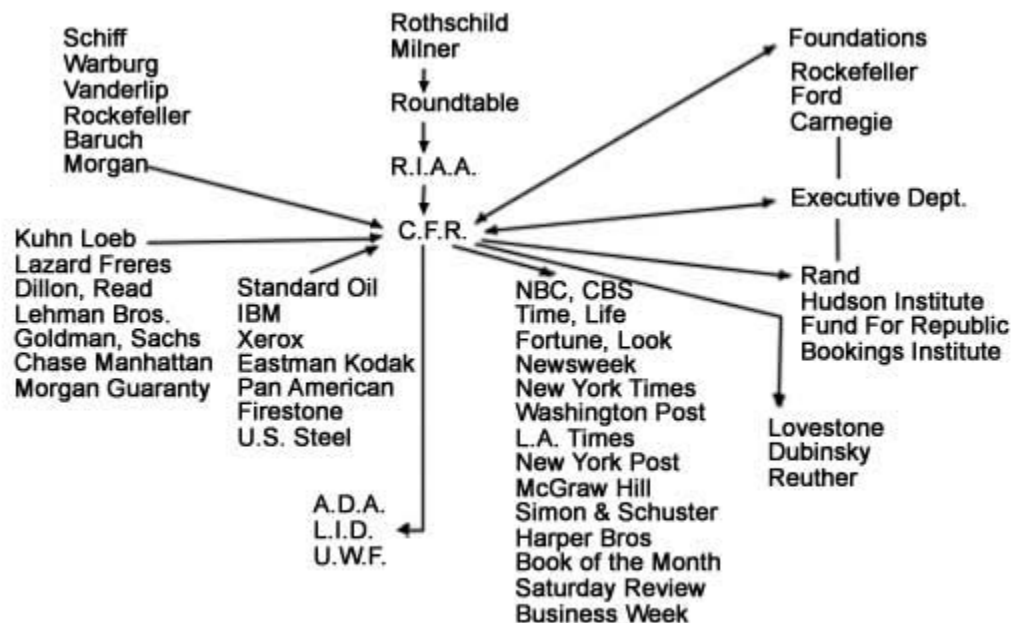 Schiff
Warburg
Vanderlip
Rockefeller
Baruch
Morgan
Rothschild
Milner
Roundtable
R.I.A.A.
C.F.R.
Foundations
Rockefeller
Ford
Carnegie
Executive Dept.
Rand
Hudson Institute
Fund For Republic
Bookings Institute
Kuhn Loeb
Lazard Freres
Dillon, Read
Lehman Bros.
Goldman, Sachs
Chase Manhattan
Morgan Guaranty
Standard Oil
IBM
Xerox
Eastman Kodak
Pan American
Firestone
U.S. Steel
NBC, CBS
Time, Life
Fortune, Look
Newsweek
New York Times
Washington Post
L.A. Times
New York Post
McGraw Hill
Simon & Schuster
Harper Bros
Book of the Month
Saturday Review
Business Week
Lovestone
Dubinsky
Reuther
A.D.A.
L.I.D.
U.W.F.